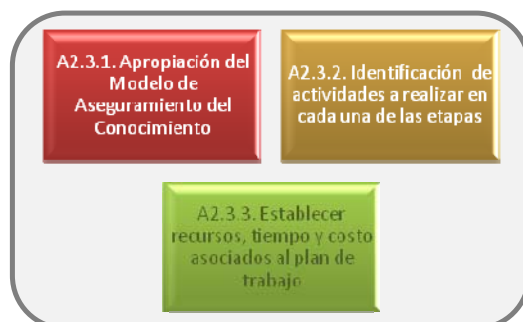 A2.3.1. Apropiación del
Modelo de
Aseguramiento del
Conocimiento
A2.3.2. Identificación de
actividades a realizar en
cada una de las etapas
A2.3.3. Establecer
recursos, tiempo y costo
asociados al plan de
trabajo